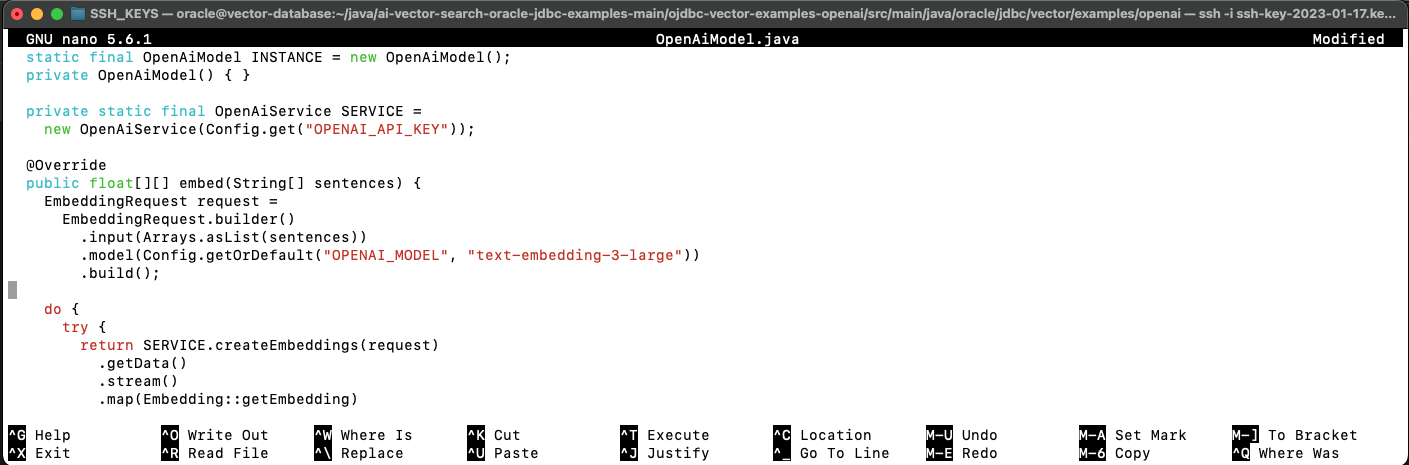 SSH_KEYS — oracle@vector-database:~/java/ai-vector-search-oracle-jdbc-examples-main/ojdbc-vector-examples-openai/src/main/java/oracle/jdbc/vector/examples/openai — ssh -i ssh-key-2023-01-17.ke...
GNU nano 5.6.1 OpenAiModel.java Modified
static final OpenAiModel INSTANCE = new OpenAiModel();
private OpenAiModel() { }
private static final OpenAiService SERVICE =
new OpenAiService(Config.get("OPENAI_API_KEY"));
@Override
public float[][] embed(String[] sentences) {
EmbeddingRequest request =
EmbeddingRequest.builder()
.input(Arrays.asList(sentences))
.model(Config.getOrDefault("OPENAI_MODEL", "text-embedding-3-large"))
.build();
do {
try {
return SERVICE.createEmbeddings(request)
.getData()
.stream()
.map(Embedding::getEmbedding)
^G Help ^O Write Out ^W Where Is ^K Cut ^T Execute ^C Location M-U Undo M-A Set Mark M-] To Bracket
^X Exit ^R Read File ^\ Replace ^U Paste ^J Justify ^_ Go To Line M-E Redo M-6 Copy ^Q Where Was